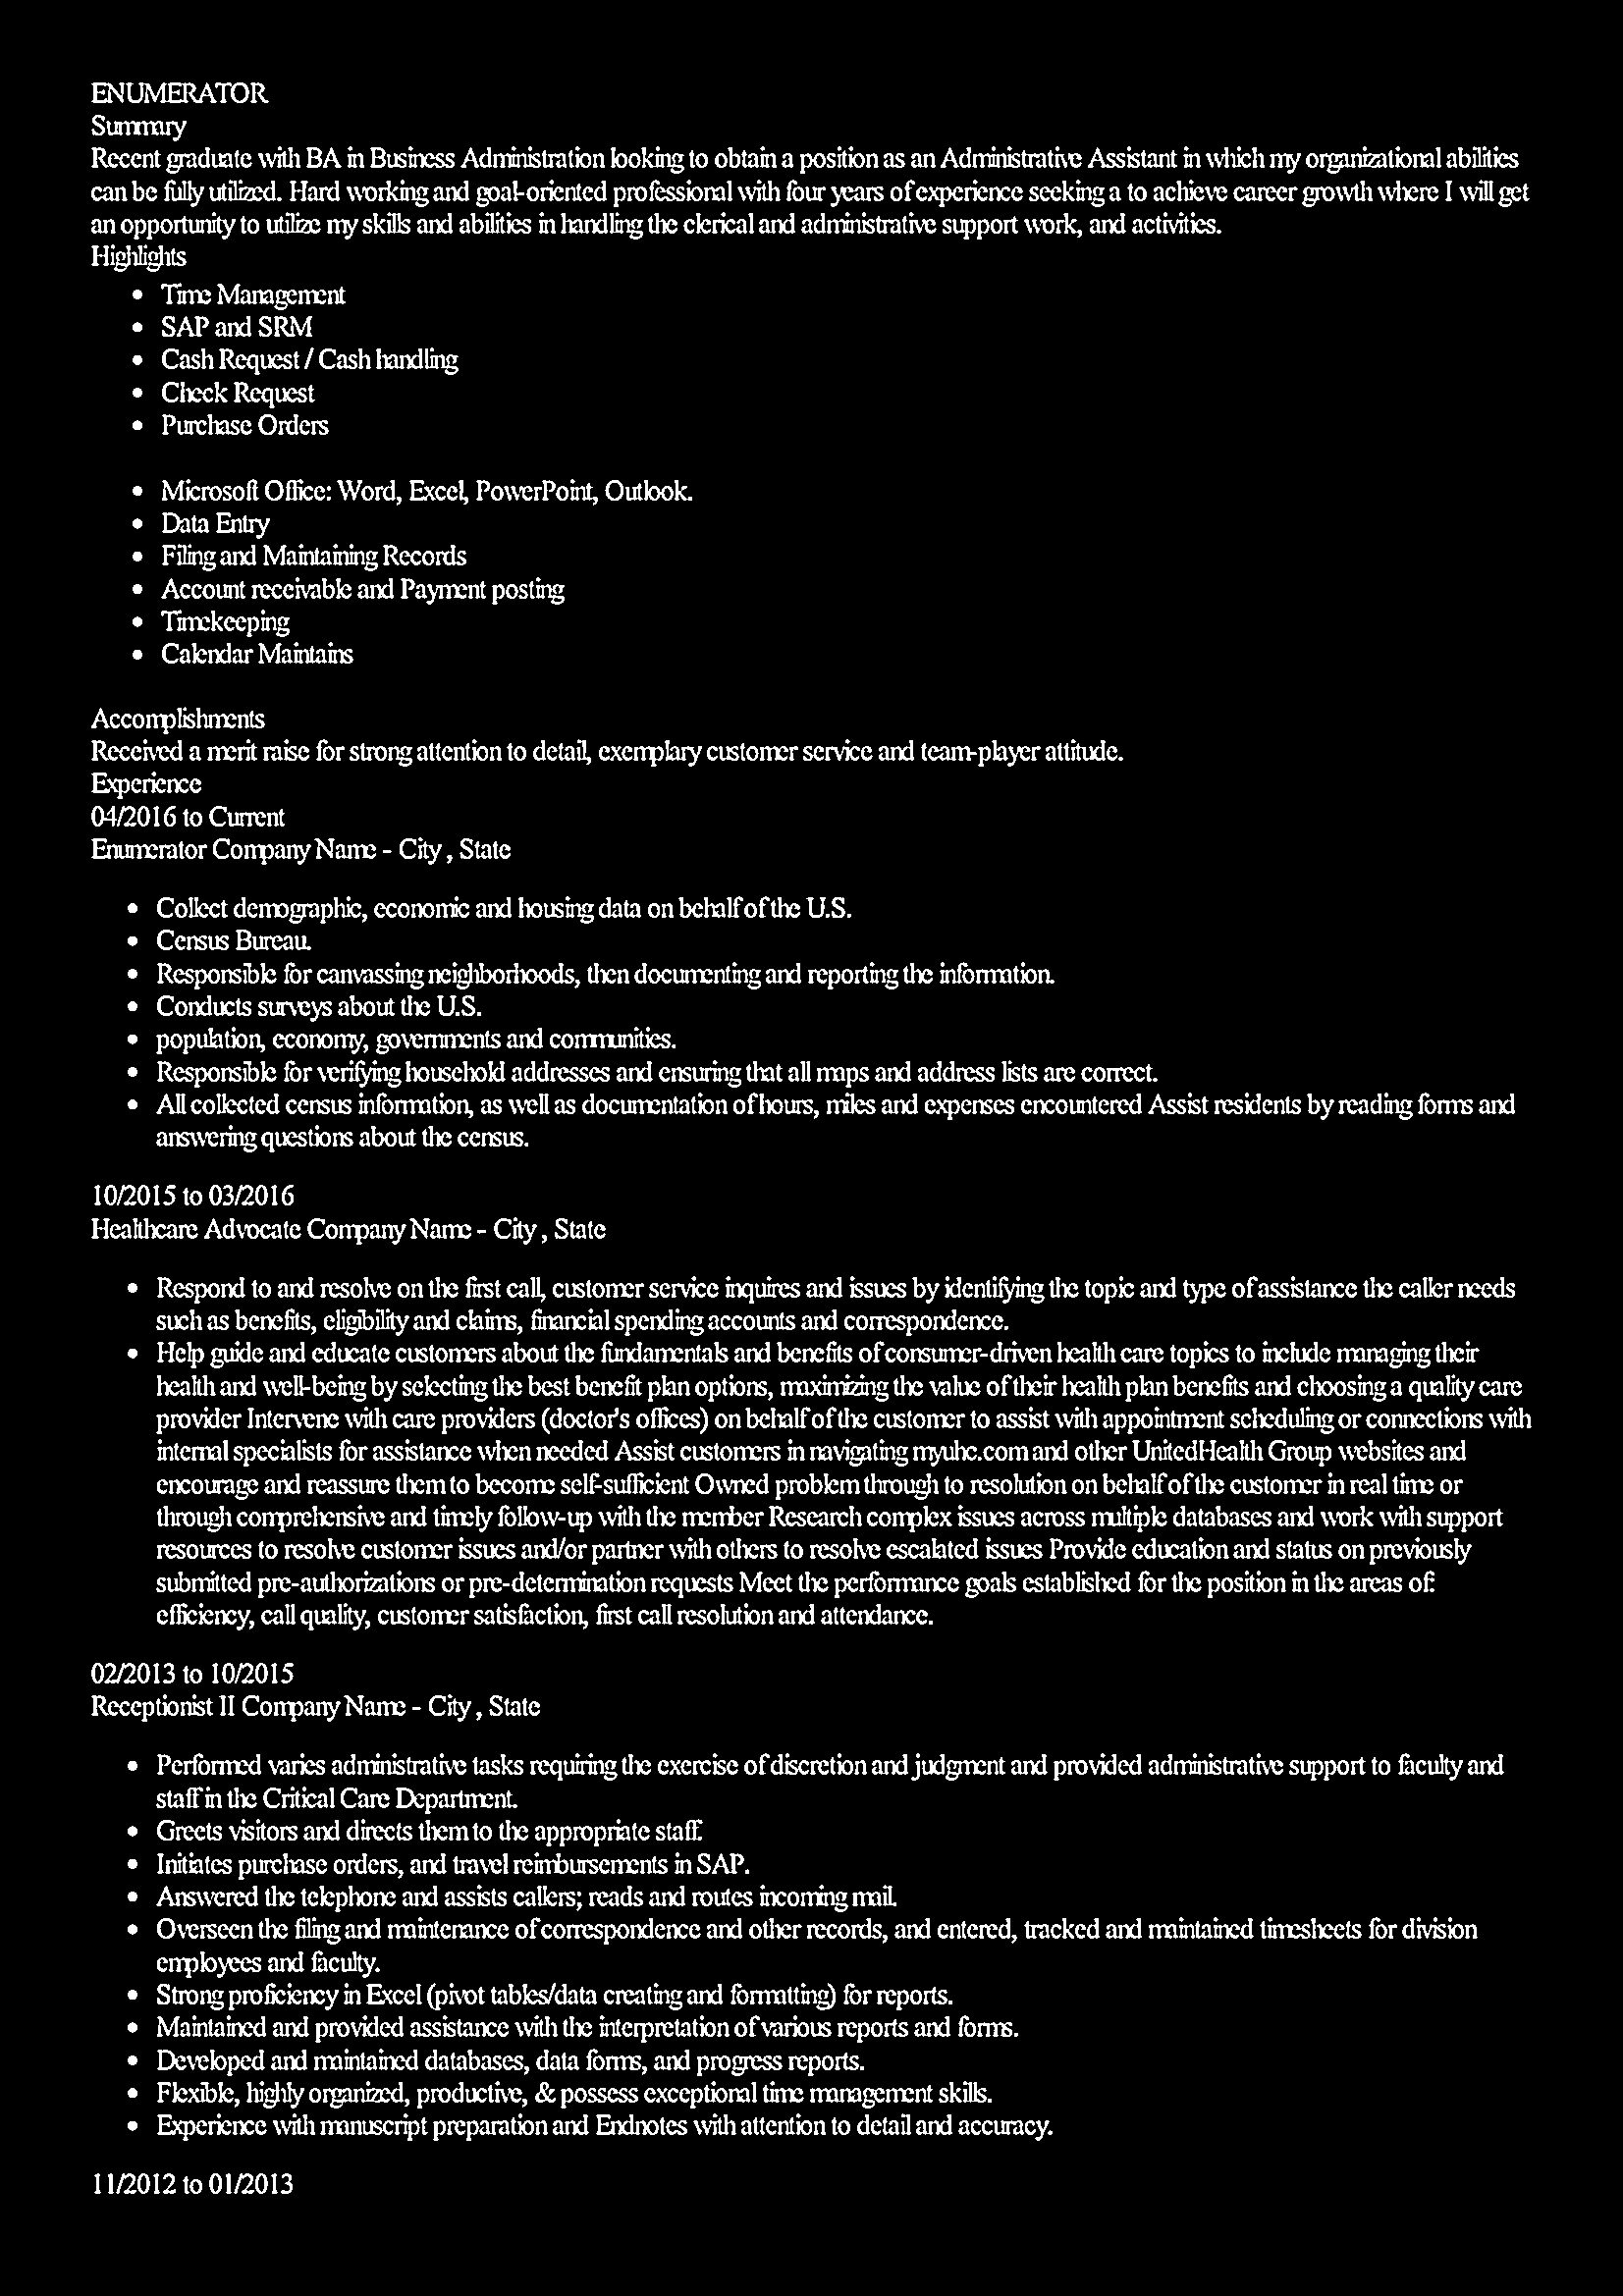 ENUMERATOR
Summary
Recent graduate with BA in Business Administration looking to obtain a position as an Administrative Assistant in which my organizational abilities
can be fully utilized. Hard working and goal-oriented professional with four years of experience seeking a to achieve career growth where I will get
an opportunity to utilize my skills and abilities in handling the clerical and administrative support work, and activities.
Highlights
• Time Management
• SAP and SRM
• Cash Request / Cash handling
• Check Request
• Purchase Orders
• Microsoft Office: Word, Excel, PowerPoint, Outlook.
• Data Entry
• Filing and Maintaining Records
• Account receivable and Payment posting
• Timekeeping
• Calendar Maintains
Accomplishments
Received a merit raise for strong attention to detail, exemplary customer service and team-player attitude.
Experience
04/2016 to Current
Enumerator Company Name - City , State
• Collect demographic, economic and housing data on behalf of the U.S.
• Census Bureau.
• Responsible for canvassing neighborhoods, then documenting and reporting the information.
• Conducts surveys about the U.S.
• population, economy, governments and communities.
• Responsible for verifying household addresses and ensuring that all maps and address lists are correct.
• All collected census information, as well as documentation of hours, miles and expenses encountered Assist residents by reading forms and
answering questions about the census.
10/2015 to 03/2016
Healthcare Advocate Company Name - City , State
• Respond to and resolve on the first call, customer service inquires and issues by identifying the topic and type of assistance the caller needs
such as benefits, eligibility and claims, financial spending accounts and correspondence.
• Help guide and educate customers about the fundamentals and benefits of consumer-driven health care topics to include managing their
health and well-being by selecting the best benefit plan options, maximizing the value of their health plan benefits and choosing a quality care
provider Intervene with care providers (doctor's offices) on behalf of the customer to assist with appointment scheduling or connections with
internal specialists for assistance when needed Assist customers in navigating myuhc.com and other UnitedHealth Group websites and
encourage and reassure them to become self-sufficient Owned problem through to resolution on behalf of the customer in real time or
through comprehensive and timely follow-up with the member Research complex issues across multiple databases and work with support
resources to resolve customer issues and/or partner with others to resolve escalated issues Provide education and status on previously
submitted pre-authorizations or pre-determination requests Meet the performance goals established for the position in the areas of:
efficiency, call quality, customer satisfaction, first call resolution and attendance.
02/2013 to 10/2015
Receptionist II Company Name - City , State
• Performed varies administrative tasks requiring the exercise of discretion and judgment and provided administrative support to faculty and
staff in the Critical Care Department.
• Greets visitors and directs them to the appropriate staff.
• Initiates purchase orders, and travel reimbursements in SAP.
• Answered the telephone and assists callers; reads and routes incoming mail.
• Overseen the filing and maintenance of correspondence and other records, and entered, tracked and maintained timesheets for division
employees and faculty.
• Strong proficiency in Excel (pivot tables/data creating and formatting) for reports.
• Maintained and provided assistance with the interpretation of various reports and forms.
• Developed and maintained databases, data forms, and progress reports.
• Flexible, highly organized, productive, & possess exceptional time management skills.
• Experience with manuscript preparation and Endnotes with attention to detail and accuracy.
11/2012 to 01/2013